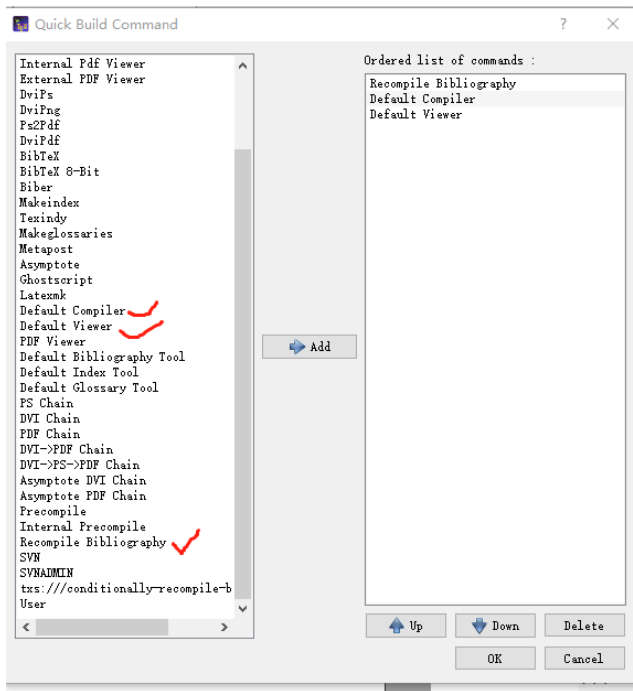 Quick Build Command
Internal Pdf Viewer
External PDF Viewer
DviPs
DviPng
Ps2Pdf
DviPdf
BibTeX
BibTeX 8-Bit
Biber
Makeindex
Texindy
Makeglossaries
Metapost
Asymptote
Ghostscript
Latexmk
Default Compiler
Default Viewer
PDF Viewer
Default Bibliography Tool
Default Index Tool
Default Glossary Tool
PS Chain
DVI Chain
PDF Chain
DVI->PDF Chain
DVI->PS->PDF Chain
Asymptote DVI Chain
Asymptote PDF Chain
Precompile
Internal Precompile
Recompile Bibliography
SVN
SVNADMIN
txs:///conditionally-recompile-b
User
Add
Ordered list of commands :
Recompile Bibliography
Default Compiler
Default Viewer
Up
Down
Delete
OK
Cancel